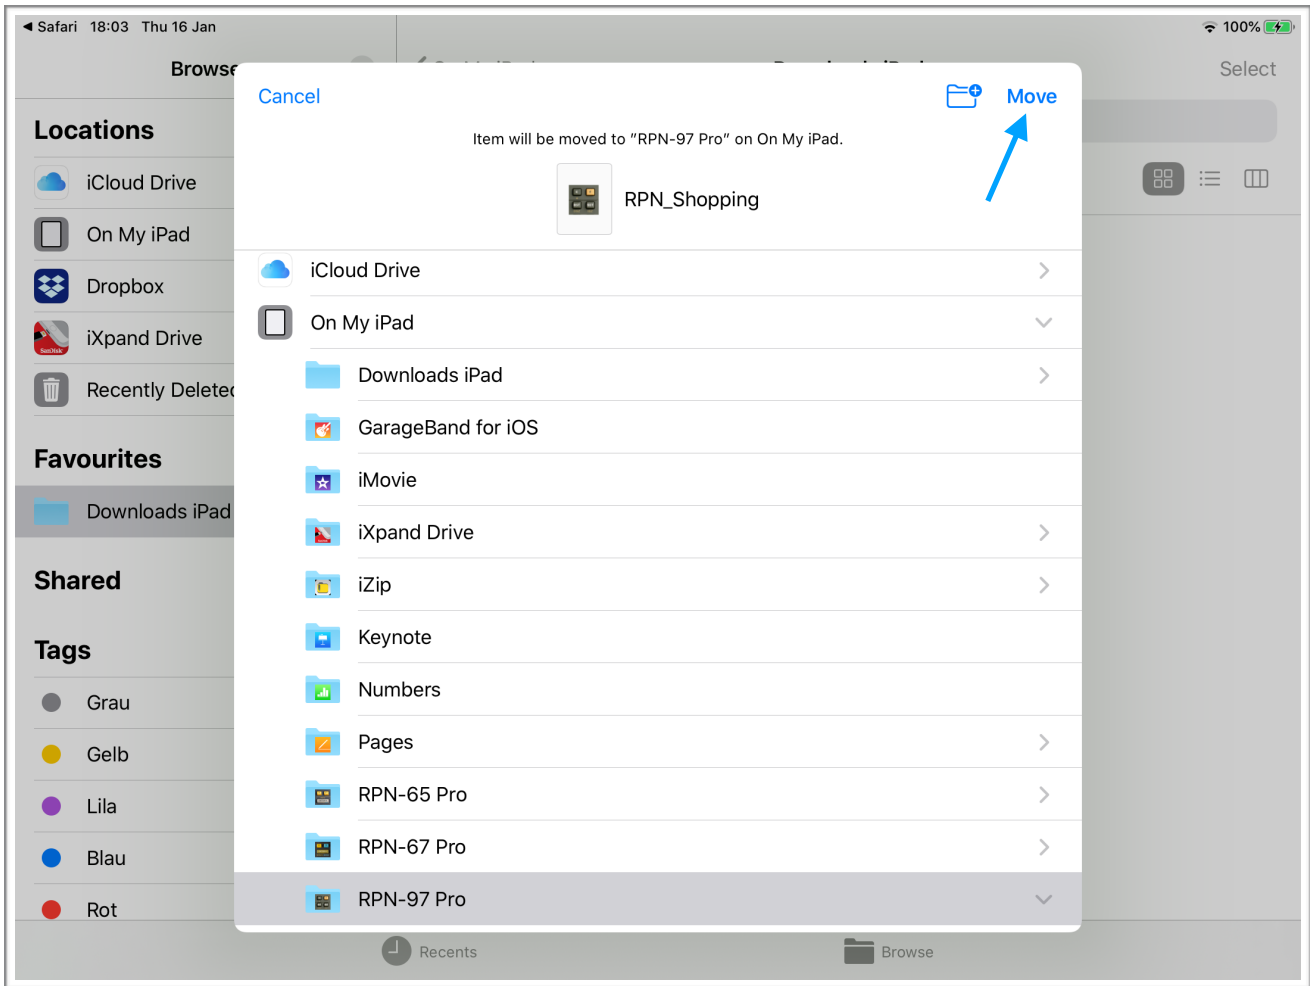 Safari 18:03 Thu 16 Jan
100%
Browse
Select
Locations
iCloud Drive
On My iPad
Dropbox
iXpand Drive
Recently Deleted
Favourites
Downloads iPad
Shared
Tags
Grau
Gelb
Lila
Blau
Rot
Cancel
Move
Item will be moved to "RPN-97 Pro" on On My iPad.
RPN_Shopping
iCloud Drive
On My iPad
Downloads iPad
GarageBand for iOS
iMovie
iXpand Drive
iZip
Keynote
Numbers
Pages
RPN-65 Pro
RPN-67 Pro
RPN-97 Pro
Recents
Browse